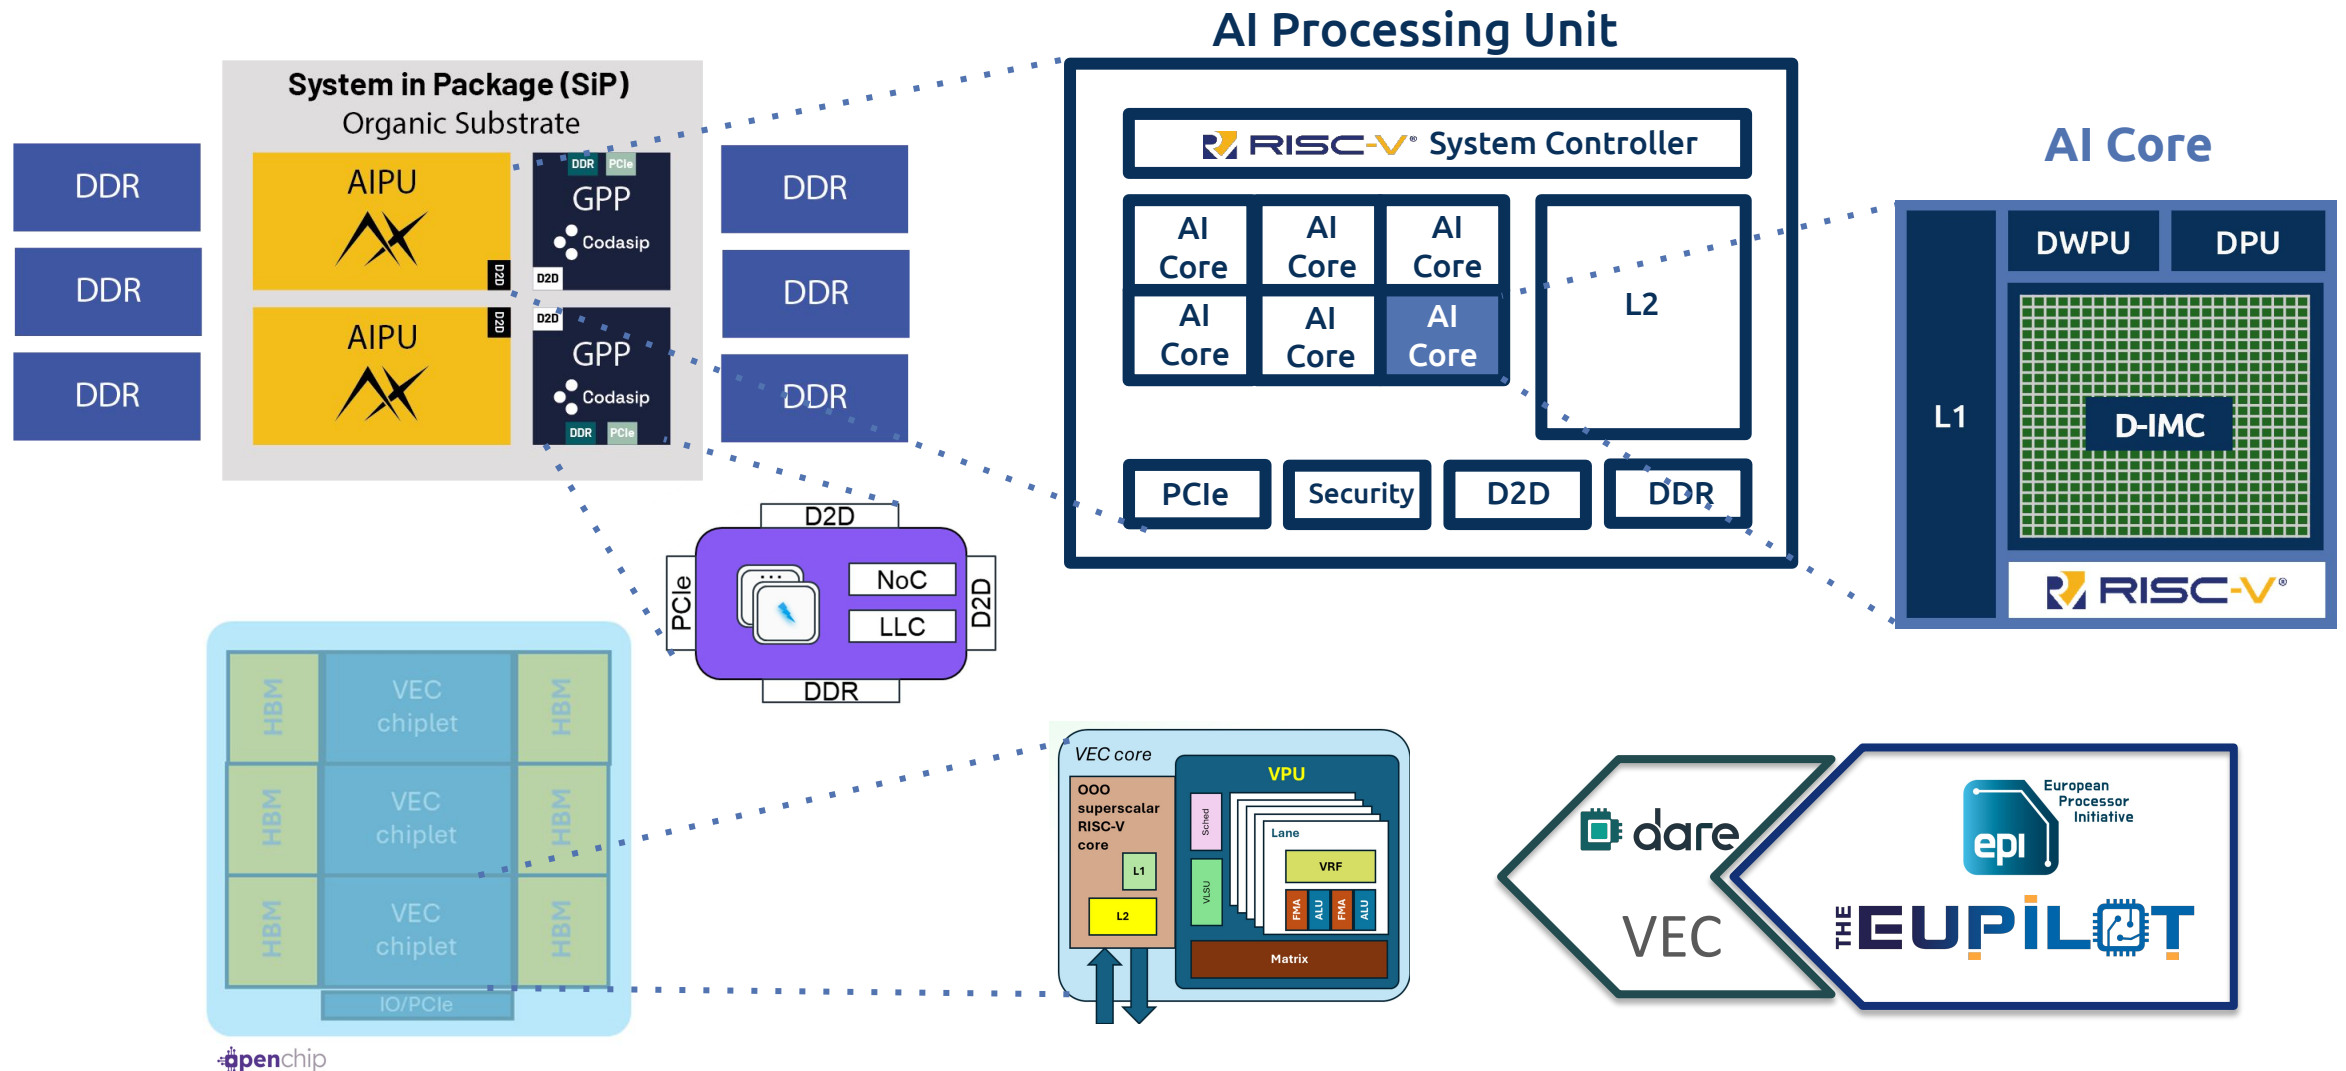 AI Processing Unit
System in Package (SiP)
Organic Substrate
DDR
DDR
DDR
AIPU
D2D
DDR
PCIe
GPP
Codasip
D2D
AIPU
D2D
D2D
GPP
Codasip
DDR
PCIe
DDR
DDR
DDR
RISC-V® System Controller
AI
Core
AI
Core
AI
Core
AI
Core
AI
Core
AI
Core
L2
PCIe
Security
D2D
DDR
AI Core
L1
DWPU
DPU
D-IMC
RISC-V®
D2D
PCIe
NoC
LLC
D2D
DDR
HBM
VEC
chiplet
HBM
HBM
VEC
chiplet
HBM
HBM
VEC
chiplet
HBM
IO/PCIe
openchip
VEC core
OOO
superscalar
RISC-V
core
L1
L2
VPU
Sched
VLSU
Lane
VRF
FMA
ALU
FMA
ALU
Matrix
dare
VEC
epi
European
Processor
Initiative
THE EUPILOT